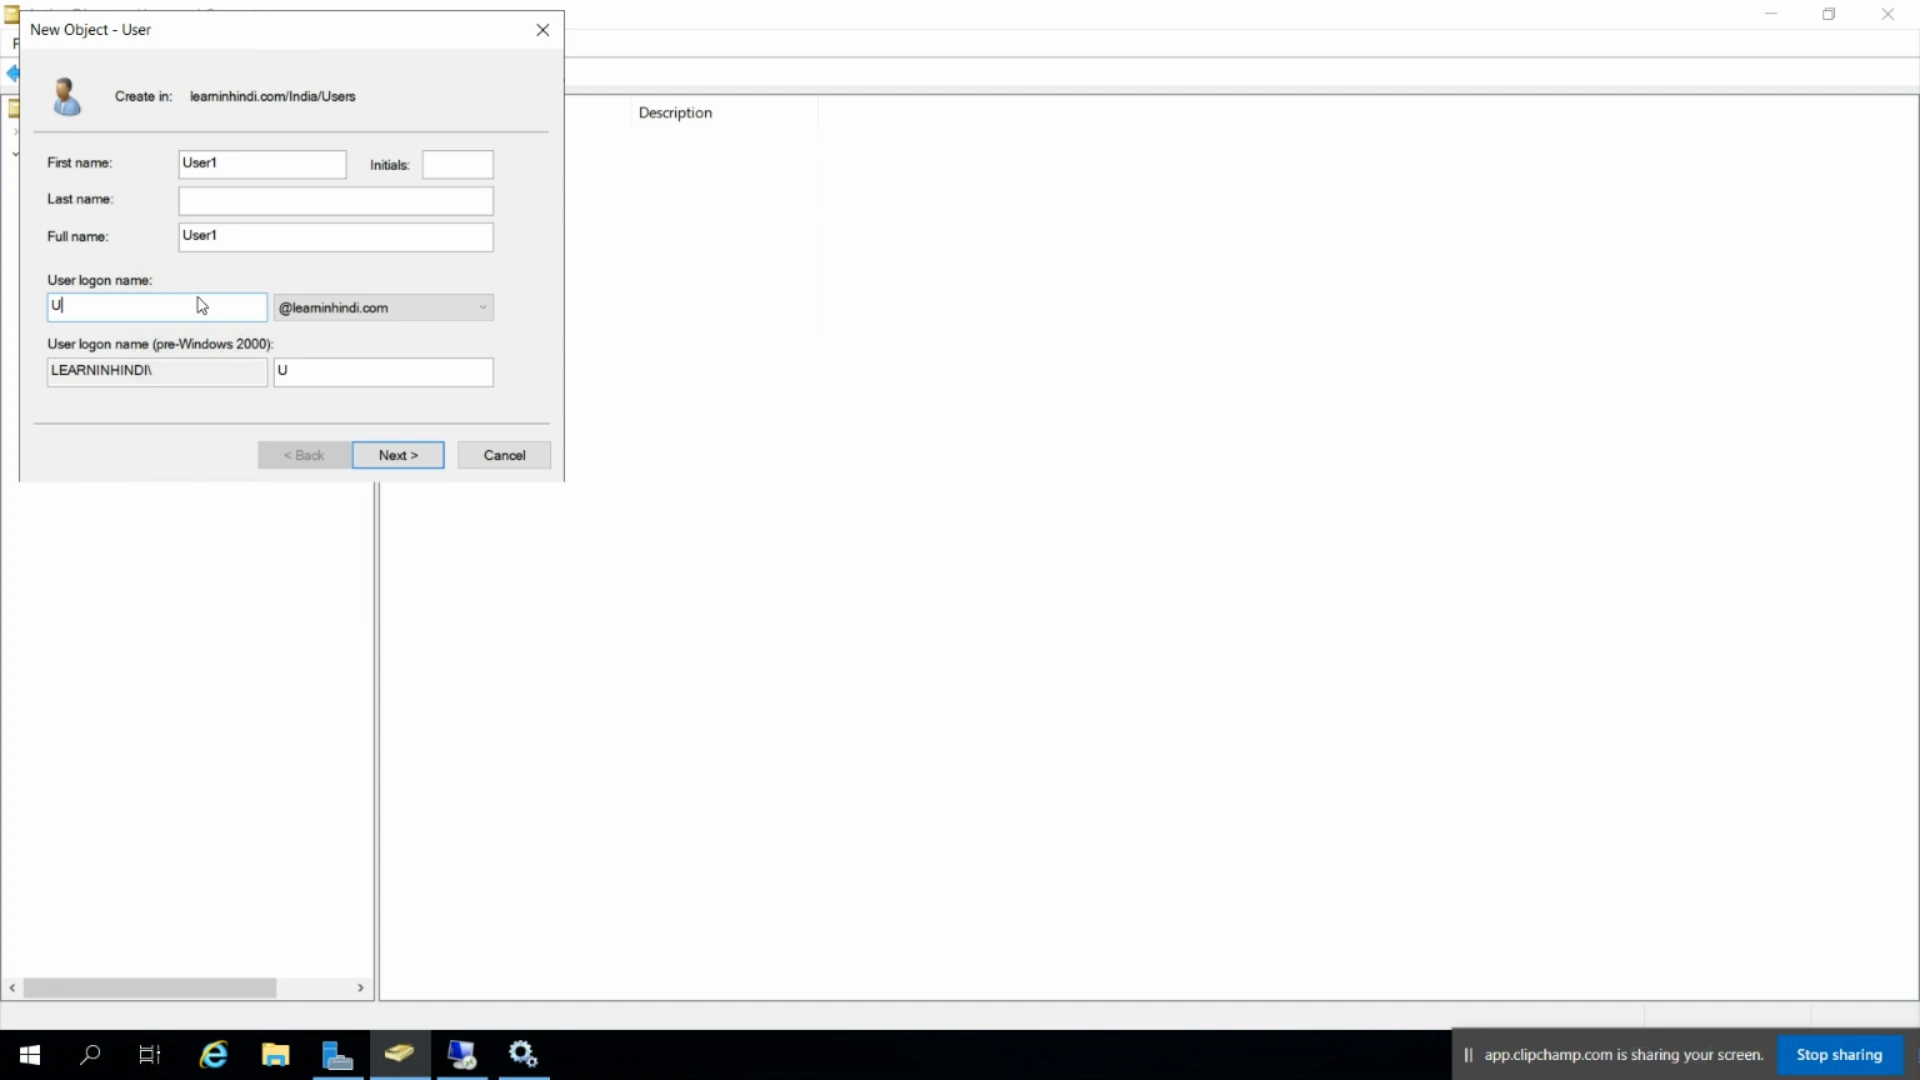 New Object - User
Create in: learninhindi.com/India/Users
Description
First name: User1 Initials:
Last name:
Full name: User1
User logon name:
U @learninhindi.com
User logon name (pre-Windows 2000):
LEARNINHINDI\ U
< Back Next > Cancel
app.clipchamp.com is sharing your screen. Stop sharing